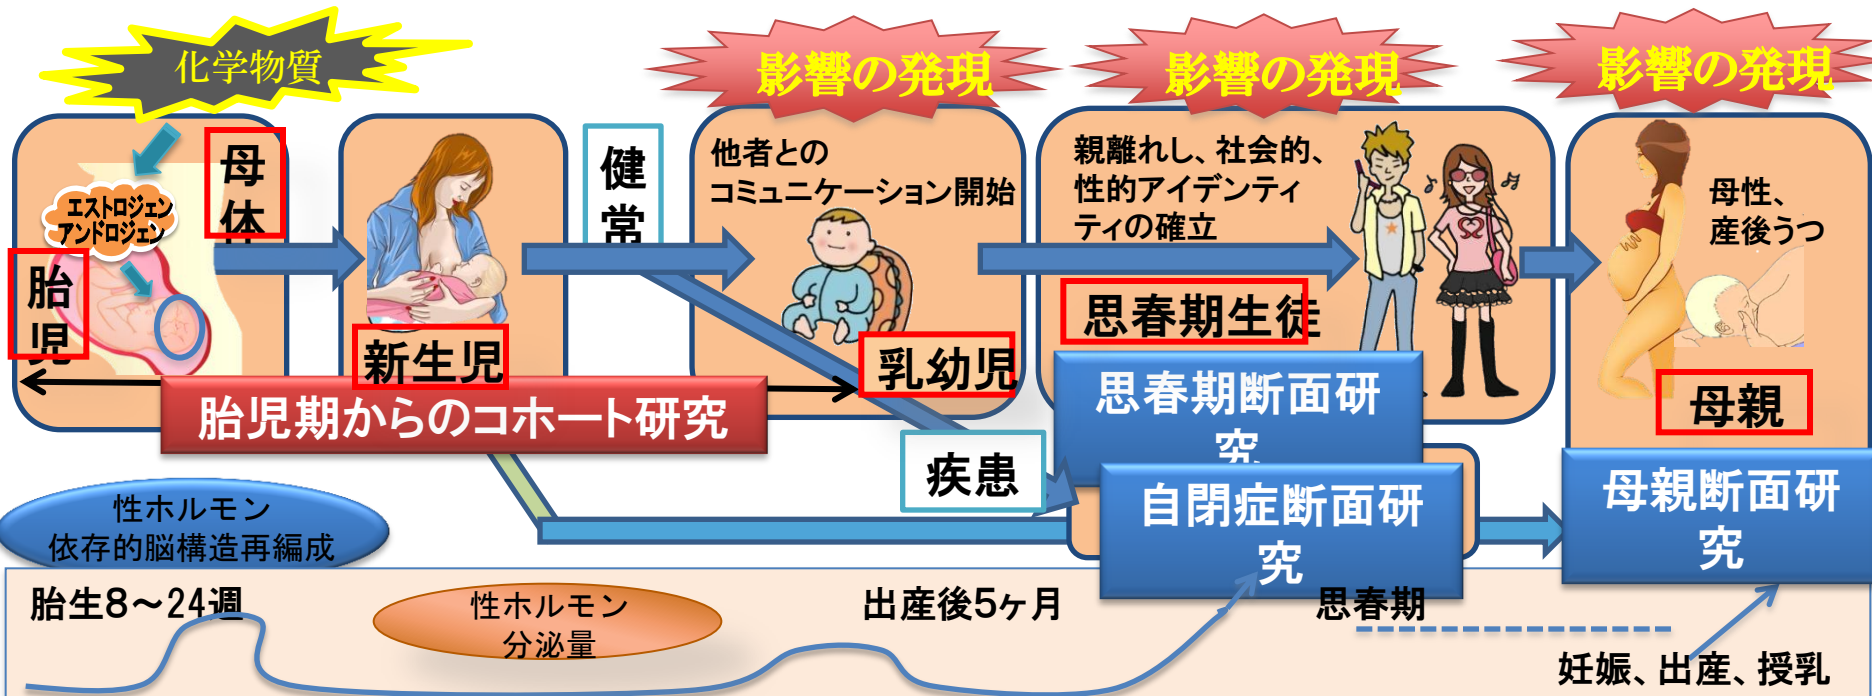 化学物質
影響の発現
影響の発現
影響の発現
母
体
エストロジェン
アンドロジェン
胎
児
新生児
健
常
他者との
コミュニケーション開始
乳幼児
親離れし、社会的、
性的アイデンティ
ティの確立
思春期生徒
母性、
産後うつ
母親
胎児期からのコホート研究
思春期断面研
究
疾患
自閉症断面研
究
母親断面研
究
性ホルモン
依存的脳構造再編成
胎生8～24週
性ホルモン
分泌量
出産後5ヶ月
思春期
妊娠、出産、授乳